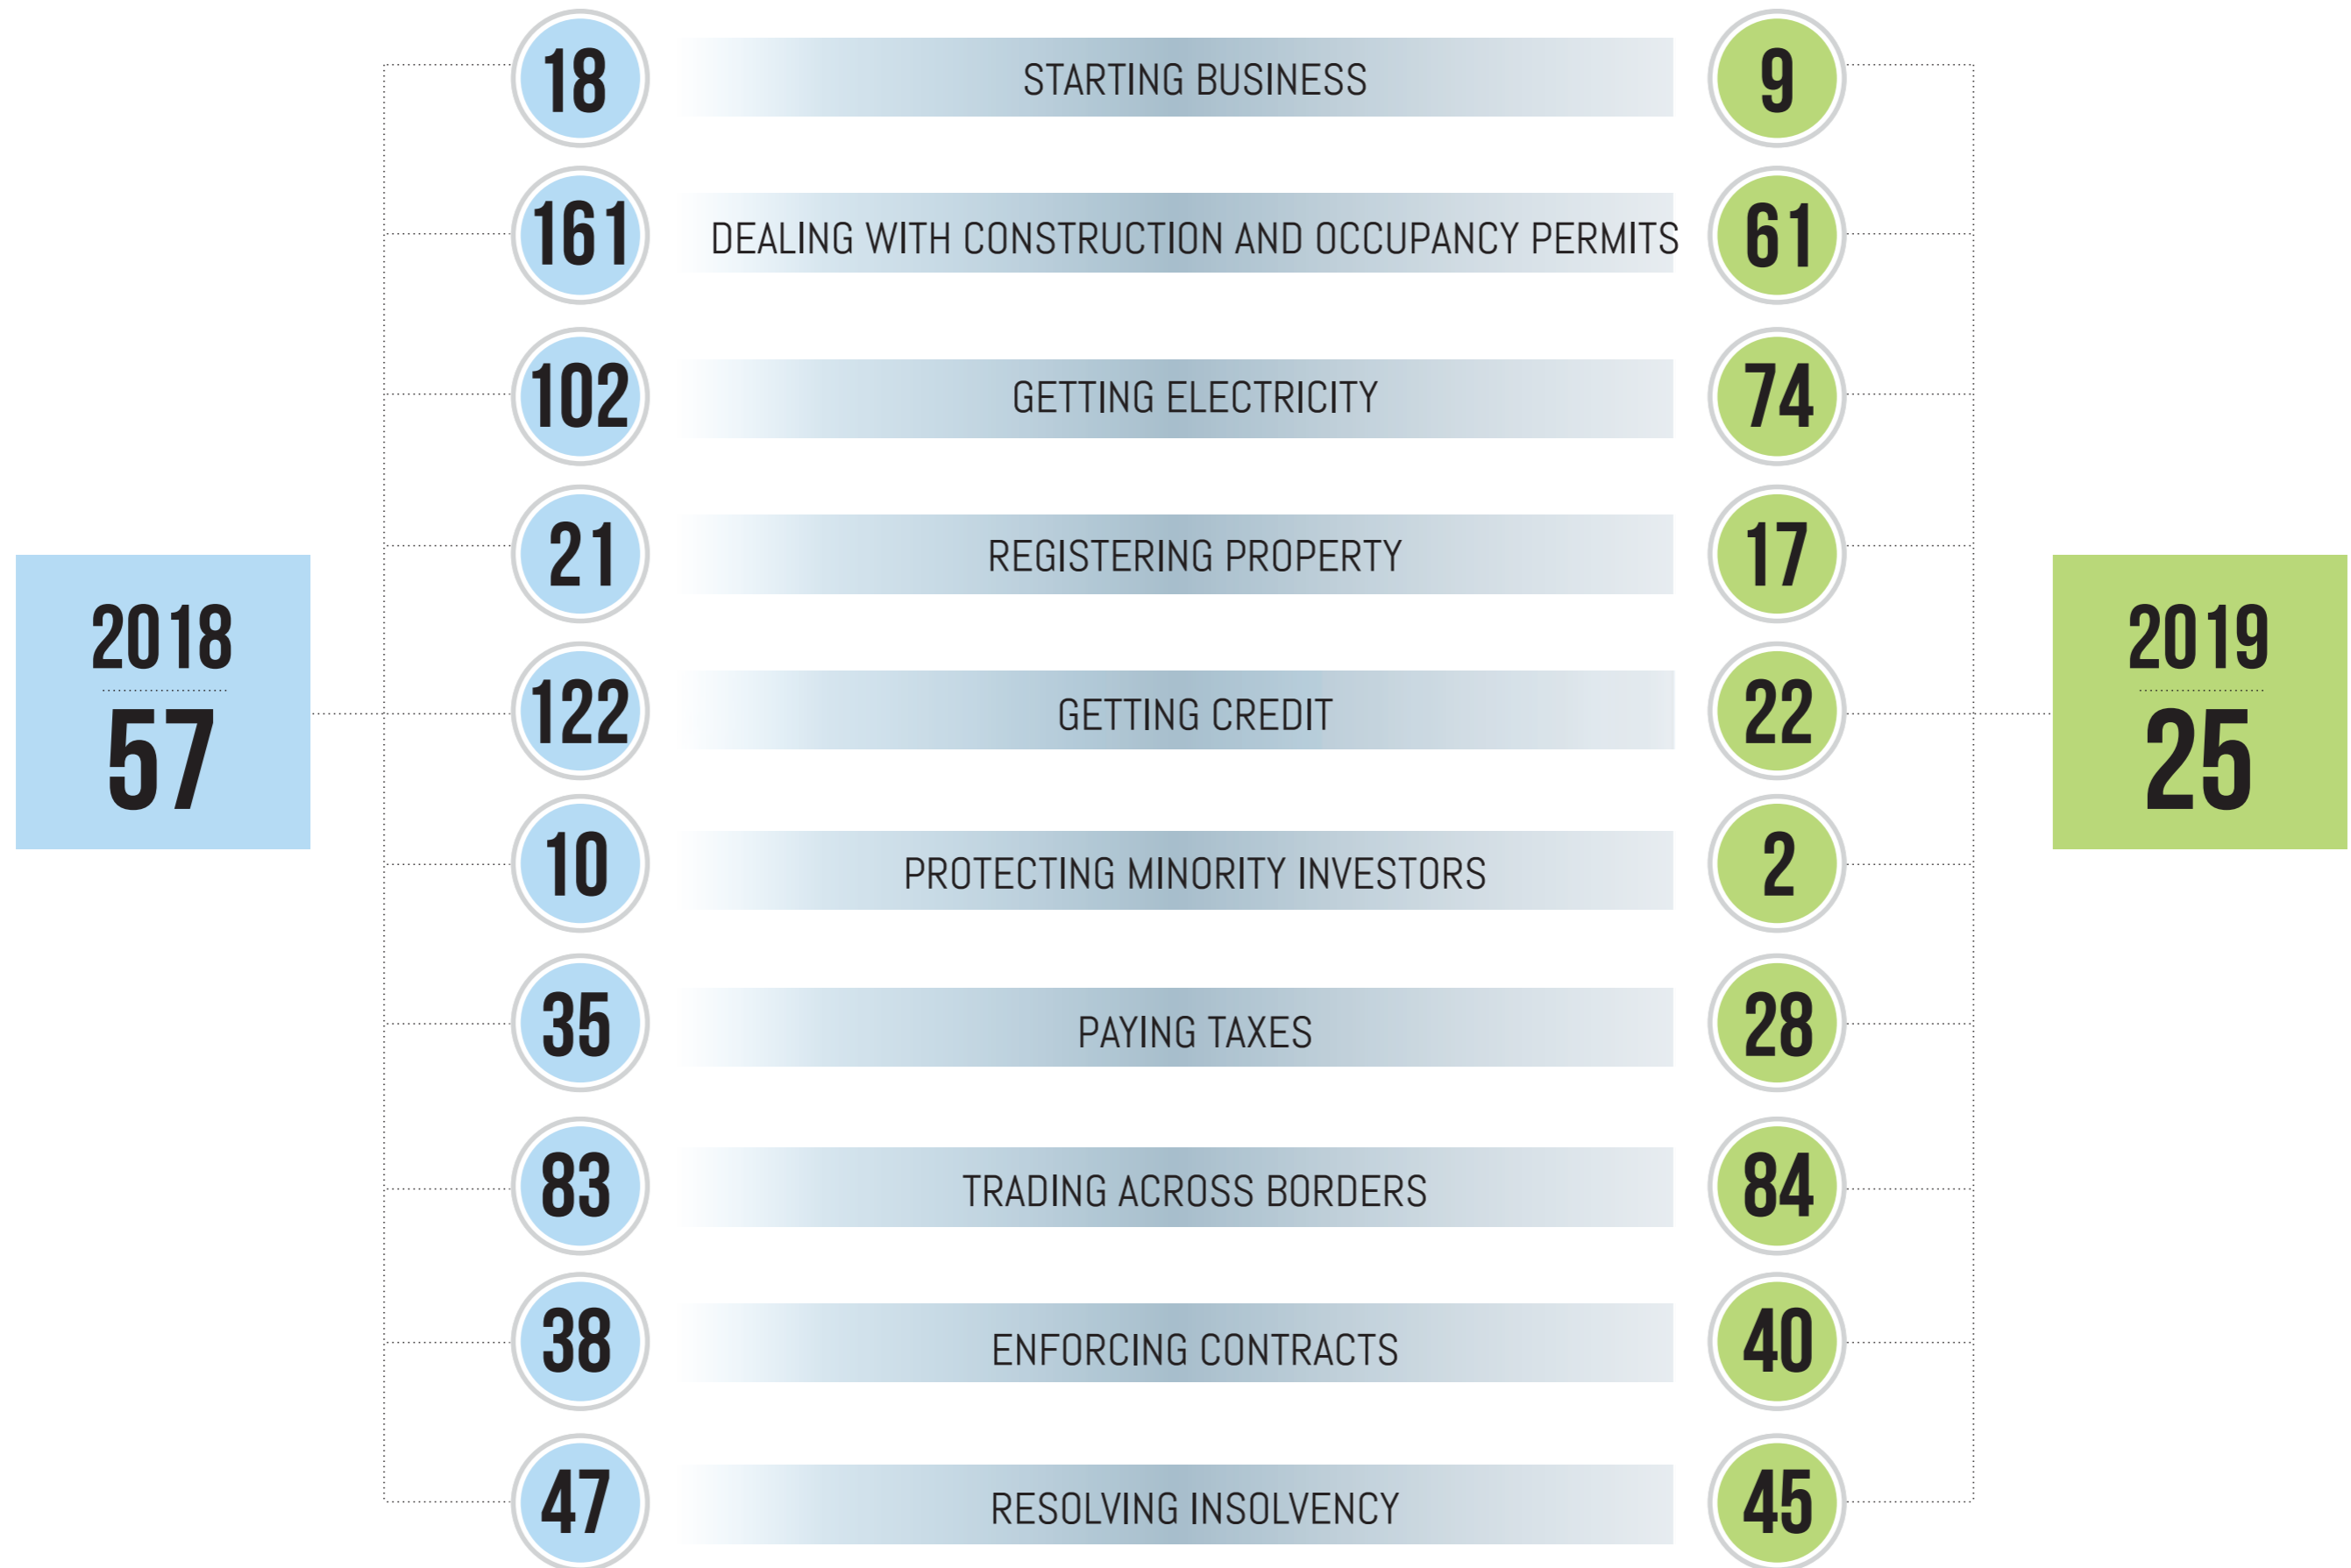 18 STARTING BUSINESS 9
161 DEALING WITH CONSTRUCTION AND OCCUPANCY PERMITS 61
102 GETTING ELECTRICITY 74
21 REGISTERING PROPERTY 17
2018
57
122 GETTING CREDIT 22
2019
25
10 PROTECTING MINORITY INVESTORS 2
35 PAYING TAXES 28
83 TRADING ACROSS BORDERS 84
38 ENFORCING CONTRACTS 40
47 RESOLVING INSOLVENCY 45